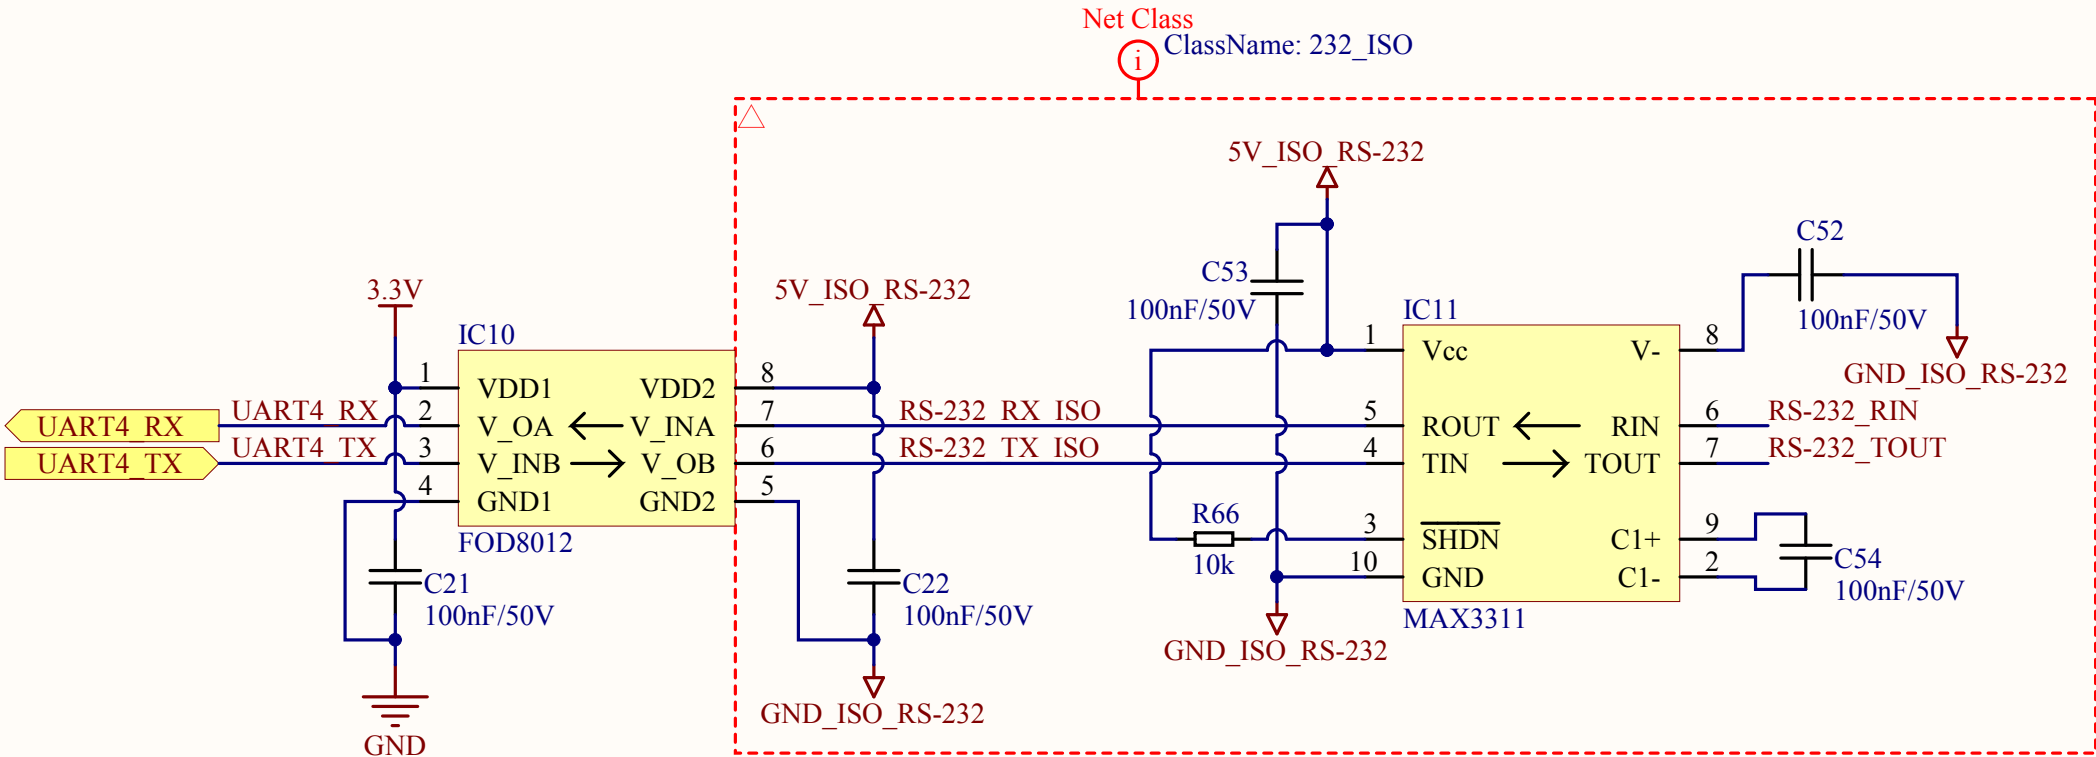 Net Class
i
ClassName: 232_ISO
5V_ISO_RS-232
3.3V
5V_ISO_RS-232
C53
100nF/50V
C52
100nF/50V
GND_ISO_RS-232
IC10
1 VDD1 VDD2 8
UART4_RX UART4_RX 2 V_OA V_INA 7 RS-232_RX_ISO
UART4_TX UART4_TX 3 V_INB V_OB 6 RS-232_TX_ISO
4 GND1 GND2 5
FOD8012
IC11
1 Vcc V- 8
5 ROUT RIN 6 RS-232_RIN
4 TIN TOUT 7 RS-232_TOUT
3 SHDN C1+ 9
10 GND C1- 2
MAX3311
R66
10k
C54
100nF/50V
C21
100nF/50V
C22
100nF/50V
GND_ISO_RS-232
GND_ISO_RS-232
GND